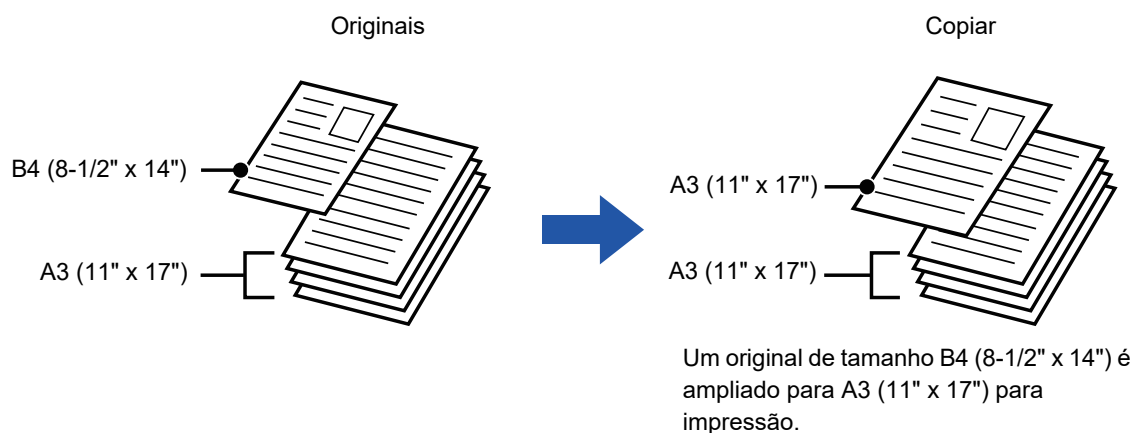 Originais
Copiar
B4 (8-1/2" x 14")
A3 (11" x 17")
A3 (11" x 17")
A3 (11" x 17")
Um original de tamanho B4 (8-1/2" x 14") é
ampliado para A3 (11" x 17") para
impressão.